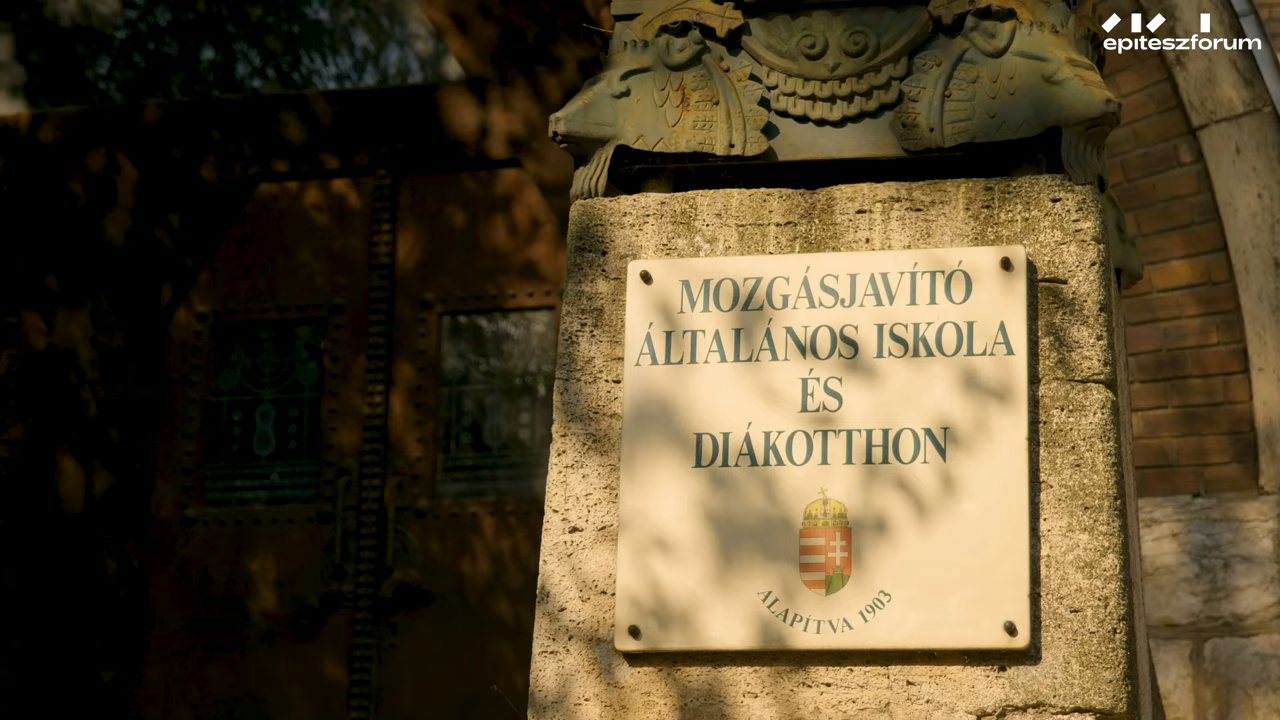 epiteszforum
MOZGÁSJAVÍTÓ
ÁLTALÁNOS ISKOLA
ÉS
DIÁKOTTHON
ALAPÍTVA 1903